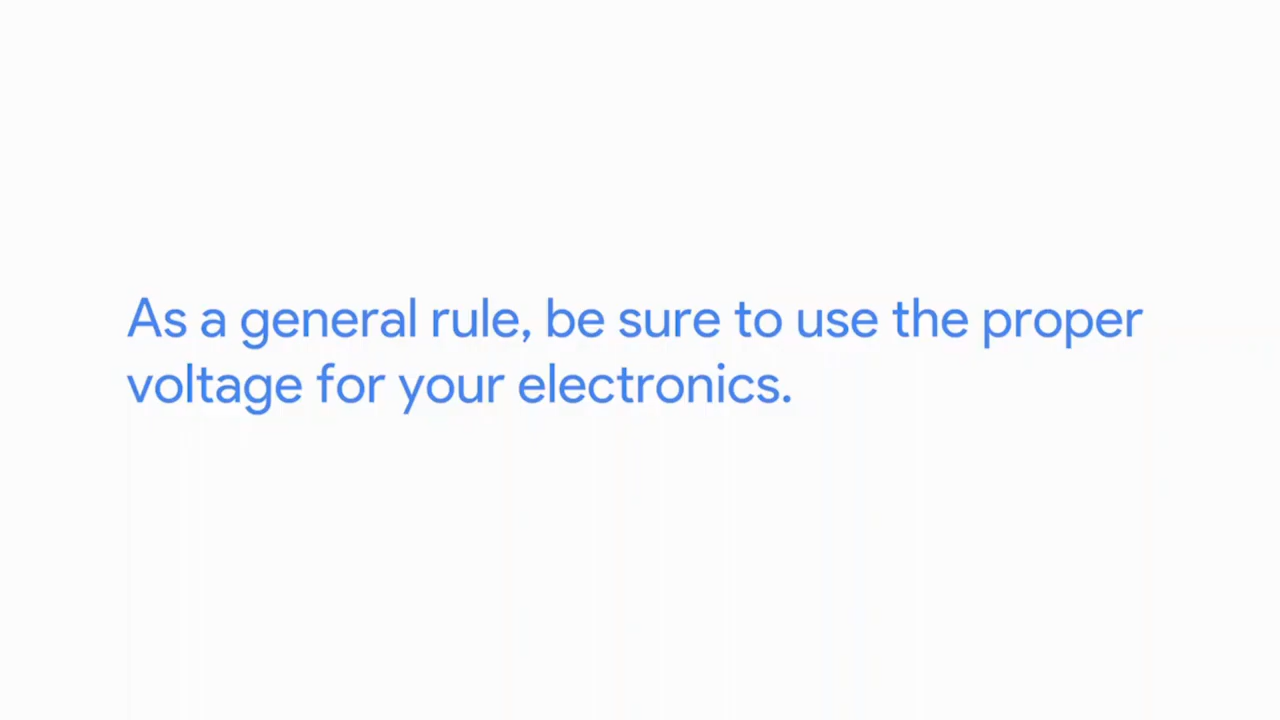 As a general rule, be sure to use the proper
voltage for your electronics.